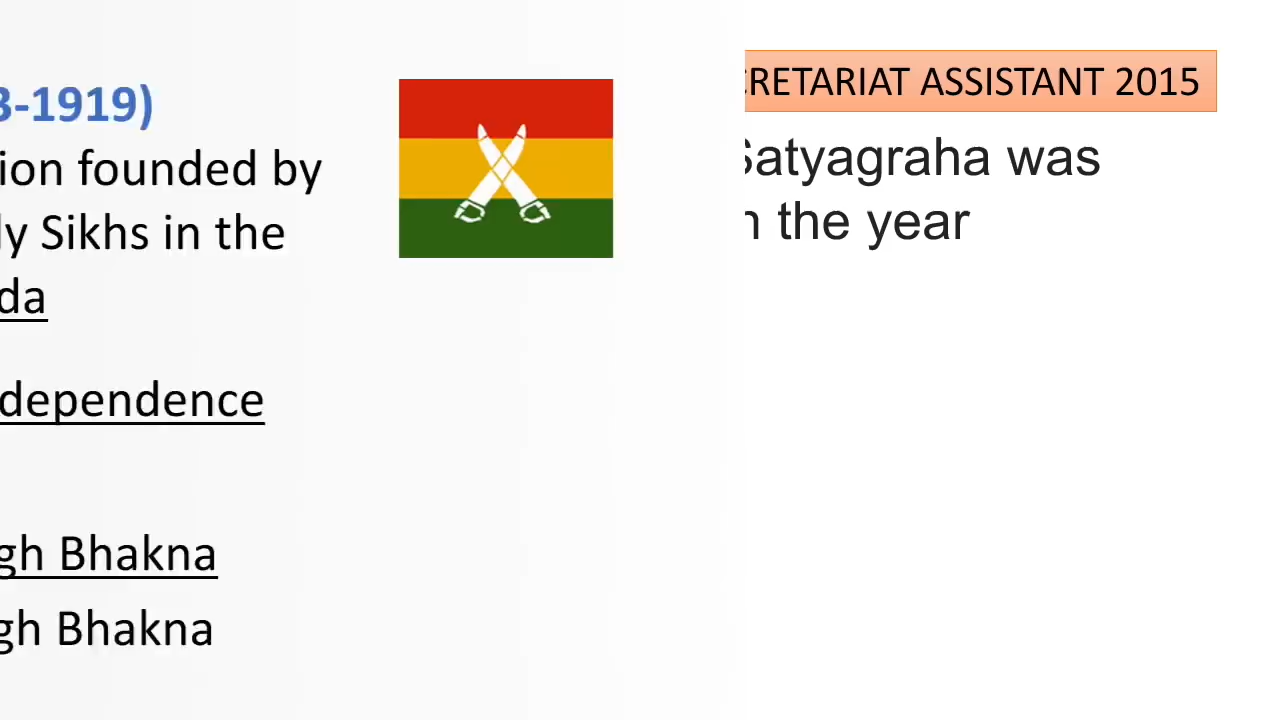 3-1919)
ion founded by
ly Sikhs in the
da
dependence
gh Bhakna
gh Bhakna
CRETARIAT ASSISTANT 2015
Satyagraha was
n the year